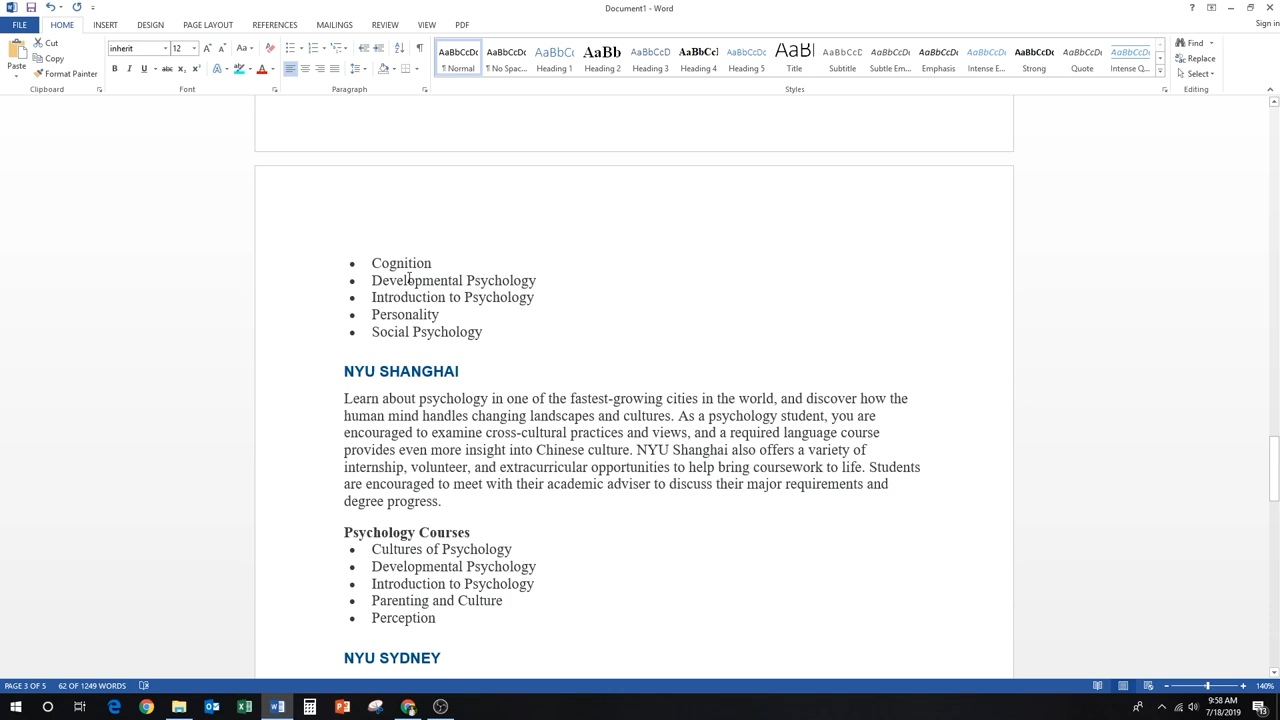 Document1 - Word
Sign in
FILE HOME INSERT DESIGN PAGE LAYOUT REFERENCES MAILINGS REVIEW VIEW PDF
Paste
Cut
Copy
Format Painter
Clipboard
inherit 12
Font
Paragraph
AaBbCcDc AaBbCcDc AaBbCc AaBb AaBbCcD AaBbCcI AaBbCcDc AaBl AaBbCcD AaBbCcDc AaBbCcDc AaBbCcDc AaBbCcDc AaBbCcDc AaBbCcDc
¶ Normal ¶ No Spac... Heading 1 Heading 2 Heading 3 Heading 4 Heading 5 Title Subtitle Subtle Em... Emphasis Intense E... Strong Quote Intense Q...
Styles
Find
Replace
Select
Editing
• Cognition
• Developmental Psychology
• Introduction to Psychology
• Personality
• Social Psychology
NYU SHANGHAI
Learn about psychology in one of the fastest-growing cities in the world, and discover how the
human mind handles changing landscapes and cultures. As a psychology student, you are
encouraged to examine cross-cultural practices and views, and a required language course
provides even more insight into Chinese culture. NYU Shanghai also offers a variety of
internship, volunteer, and extracurricular opportunities to help bring coursework to life. Students
are encouraged to meet with their academic adviser to discuss their major requirements and
degree progress.
Psychology Courses
• Cultures of Psychology
• Developmental Psychology
• Introduction to Psychology
• Parenting and Culture
• Perception
NYU SYDNEY
PAGE 3 OF 5 62 OF 1249 WORDS
140%
9:58 AM
7/18/2019